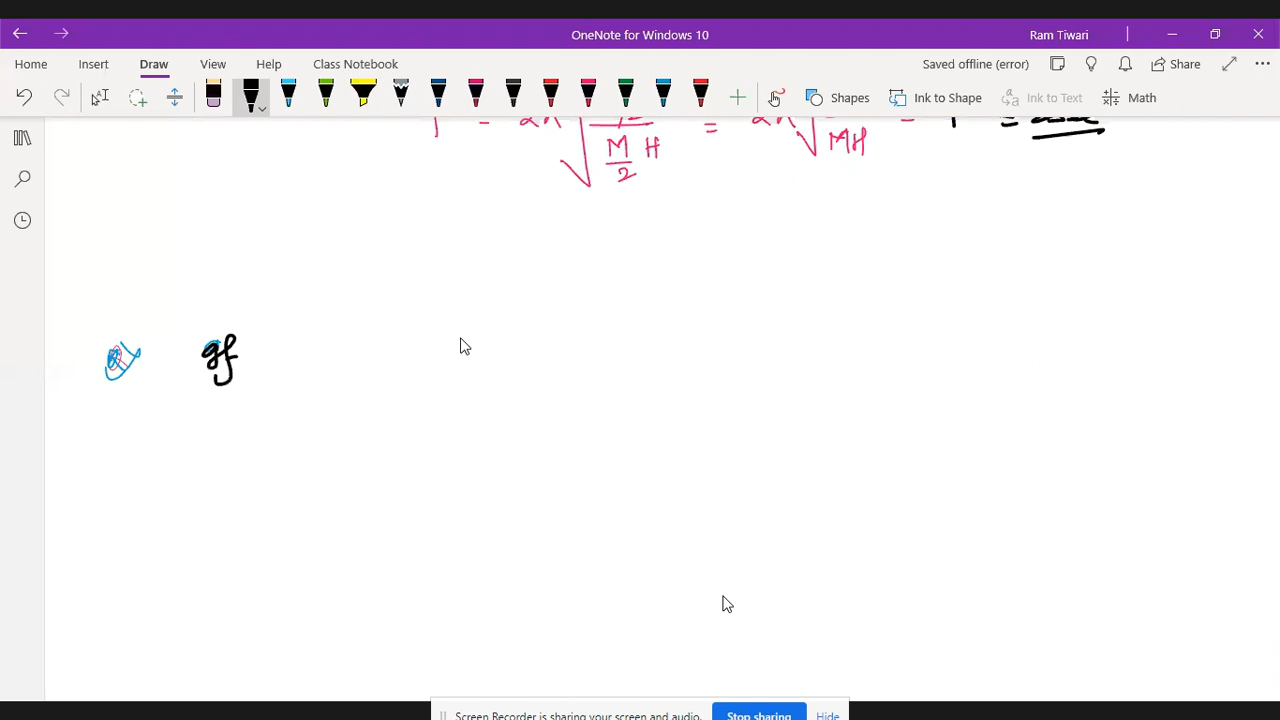 OneNote for Windows 10
Ram Tiwari
Home Insert Draw View Help Class Notebook
Saved offline (error) Share
Shapes Ink to Shape Ink to Text Math
= =
M/2 H MH
gf
Screen Recorder is sharing your screen and audio. Stop sharing Hide